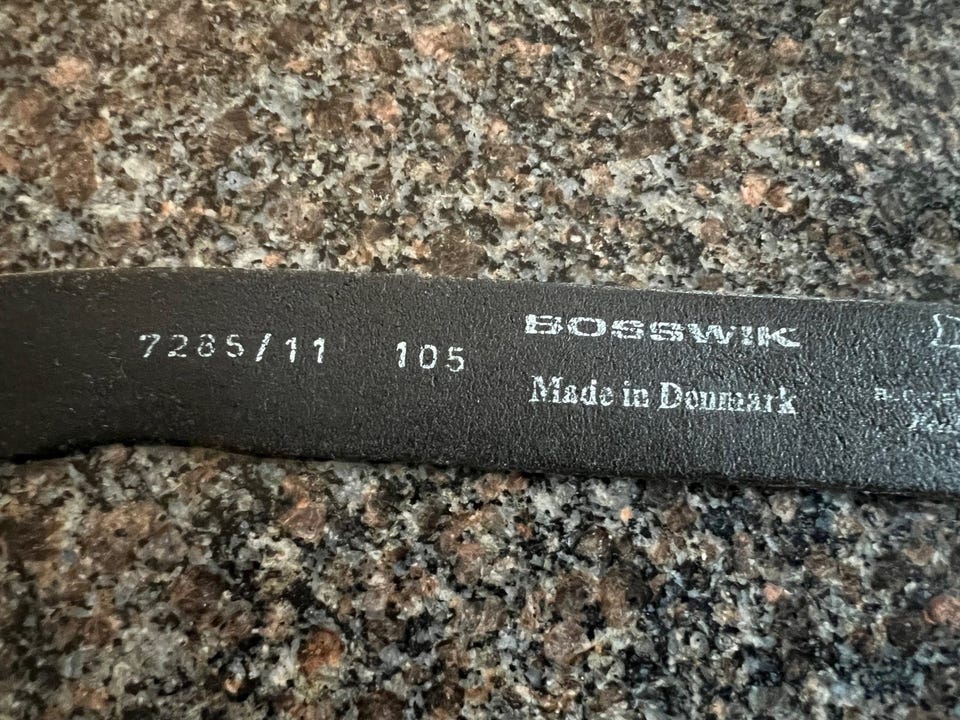 7285/11 105
BOSSWIK
Made in Denmark